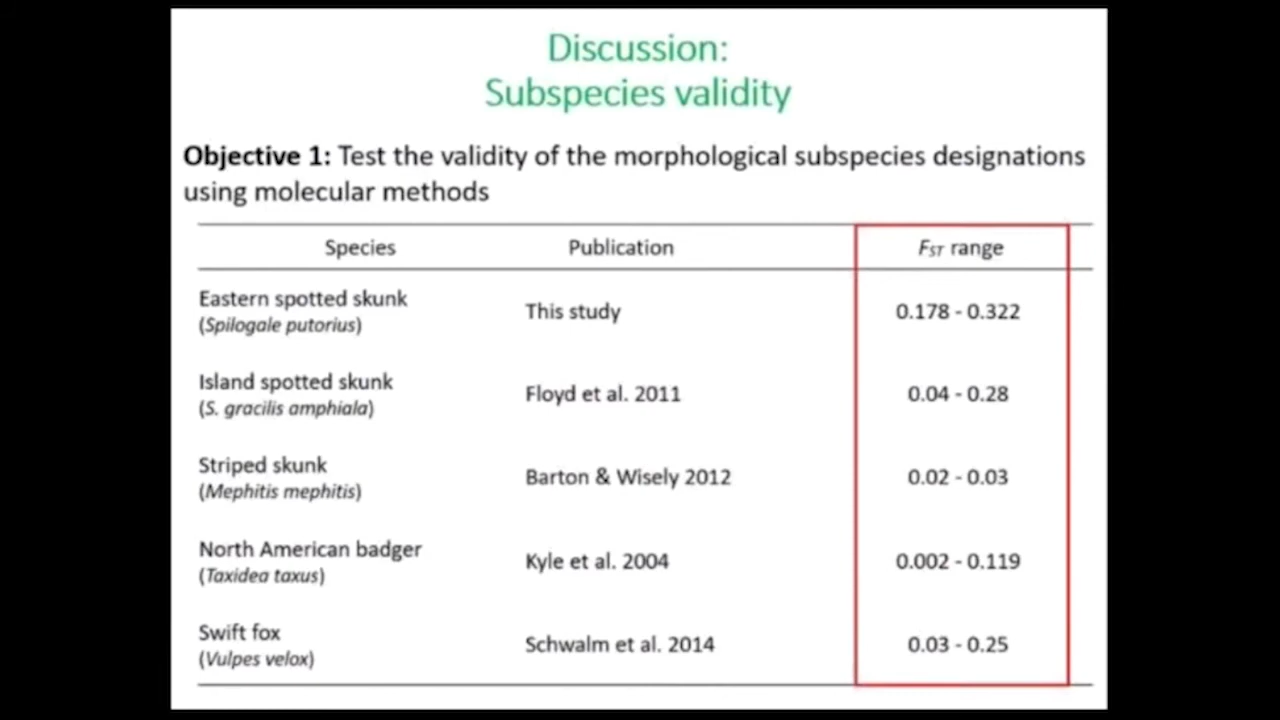 Discussion:
Subspecies validity
Objective 1: Test the validity of the morphological subspecies designations
using molecular methods
Species Publication FST range
Eastern spotted skunk
(Spilogale putorius) This study 0.178 - 0.322
Island spotted skunk
(S. gracilis amphiala) Floyd et al. 2011 0.04 - 0.28
Striped skunk
(Mephitis mephitis) Barton & Wisely 2012 0.02 - 0.03
North American badger
(Taxidea taxus) Kyle et al. 2004 0.002 - 0.119
Swift fox
(Vulpes velox) Schwalm et al. 2014 0.03 - 0.25